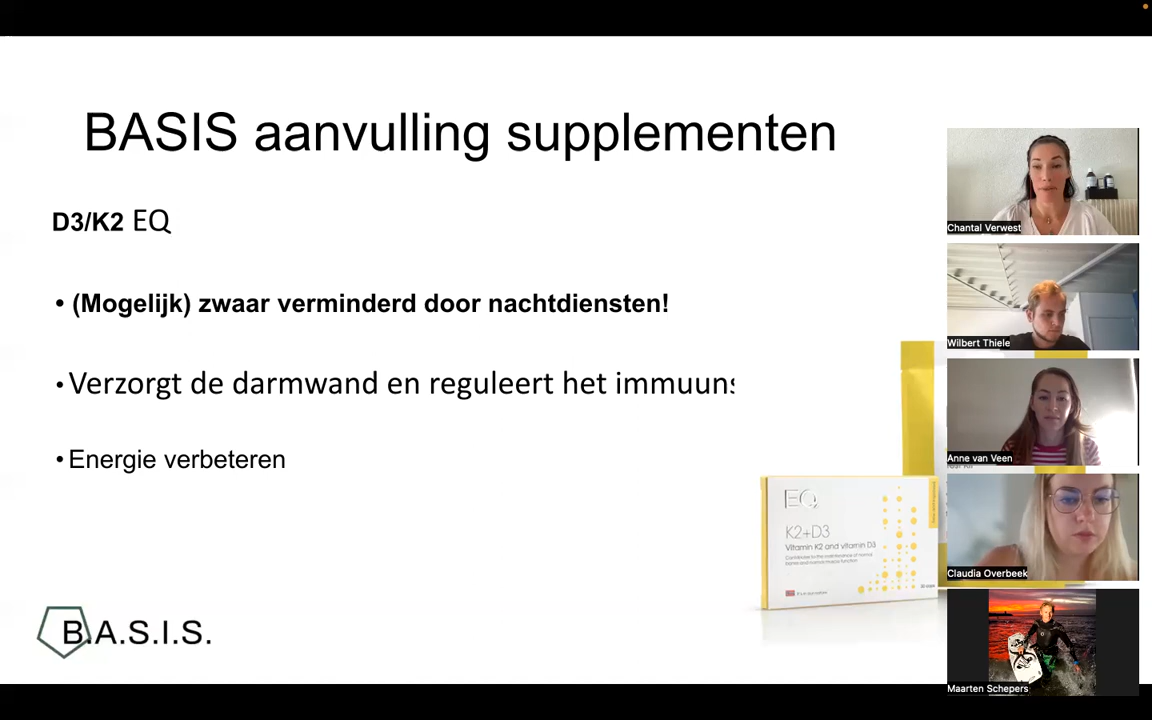 BASIS aanvulling supplementen
D3/K2 EQ
• (Mogelijk) zwaar verminderd door nachtdiensten!
• Verzorgt de darmwand en reguleert het immuuns
• Energie verbeteren
EQ
K2+D3
Vitamin K2 and vitamin D3
B.A.S.I.S.
Chantal Verwest
Wilbert Thiele
Anne van Veen
Claudia Overbeek
Maarten Schepers